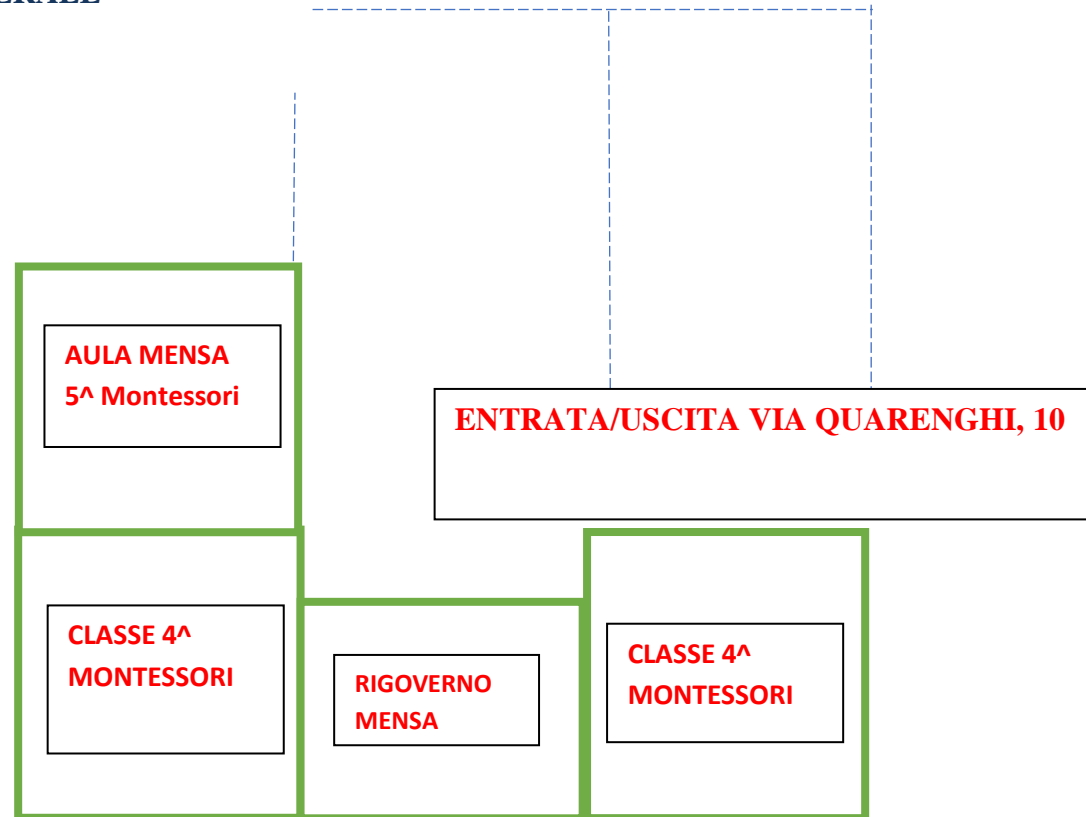 AULA MENSA
5^ Montessori
ENTRATA/USCITA VIA QUARENGHI, 10
CLASSE 4^
MONTESSORI
RIGOVERNO
MENSA
CLASSE 4^
MONTESSORI